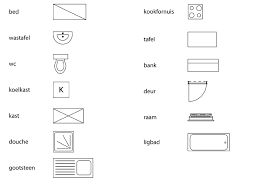 bed
wastafel
wc
koelkast
K
kast
douche
gootsteen
kookfornuis
tafel
bank
deur
raam
ligbad